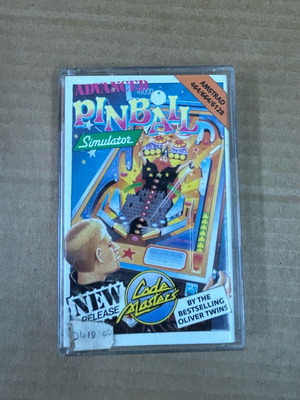 ADVANCED
PINBALL
Simulator
AMSTRAD
464/664/6128
NEW
RELEASE
Code
Masters
BY THE
BESTSELLING
OLIVER TWINS